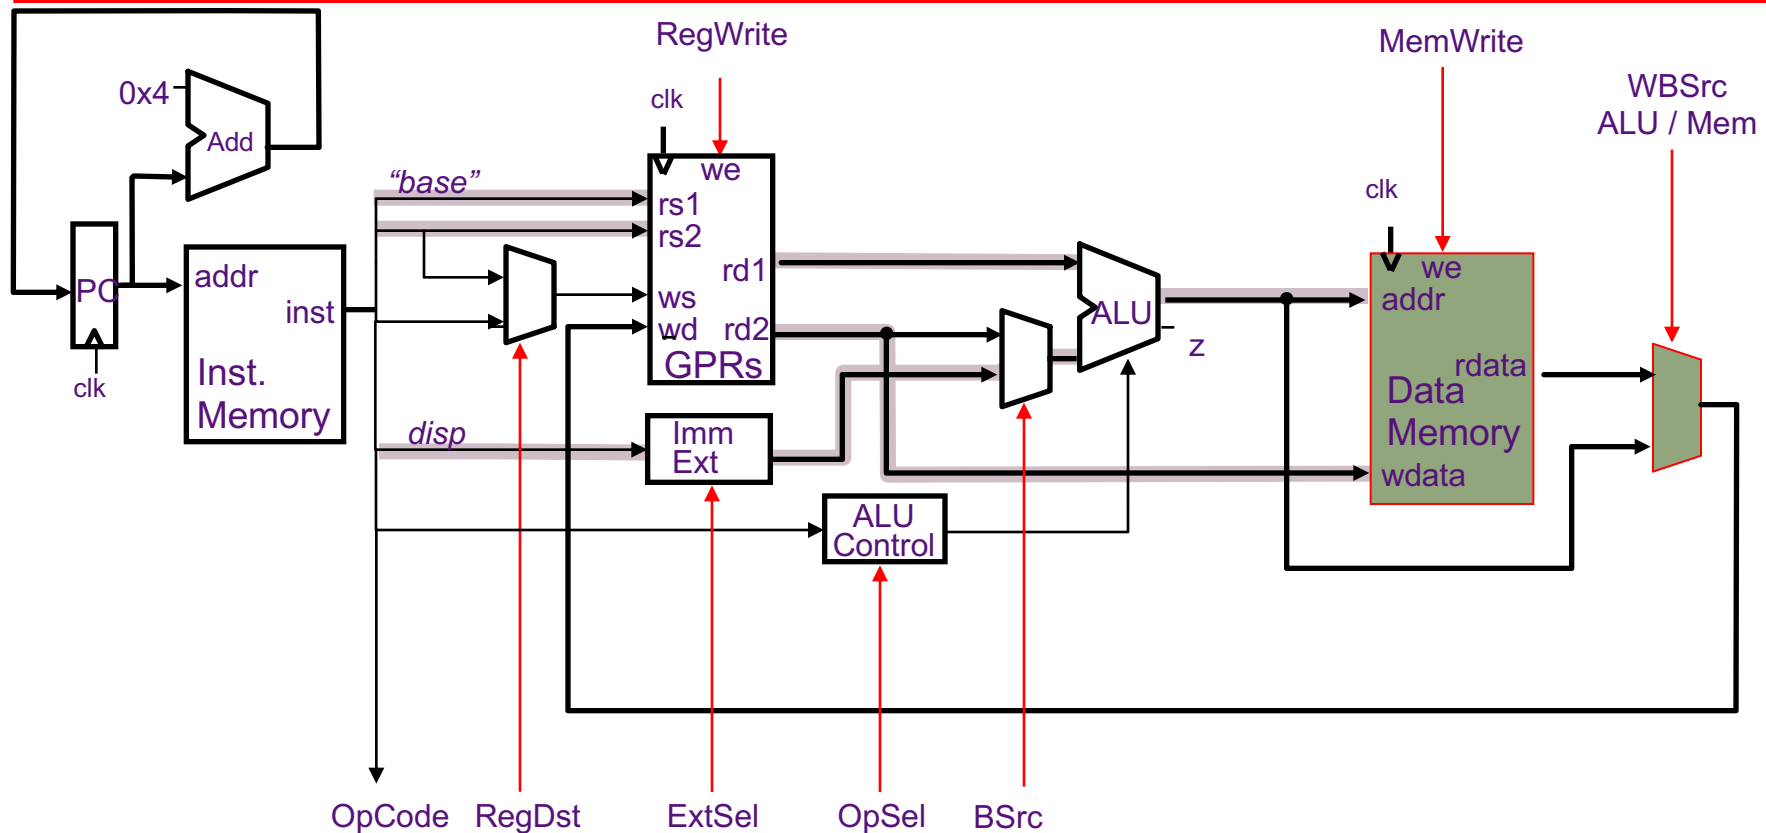 RegWrite
MemWrite
WBSrc
ALU / Mem
0x4
Add
clk
we
"base"
rs1
rs2
rd1
ws
wd
rd2
GPRs
clk
we
addr
rdata
Data
Memory
wdata
PC
clk
addr
inst
Inst.
Memory
ALU
z
disp
Imm
Ext
ALU
Control
OpCode
RegDst
ExtSel
OpSel
BSrc